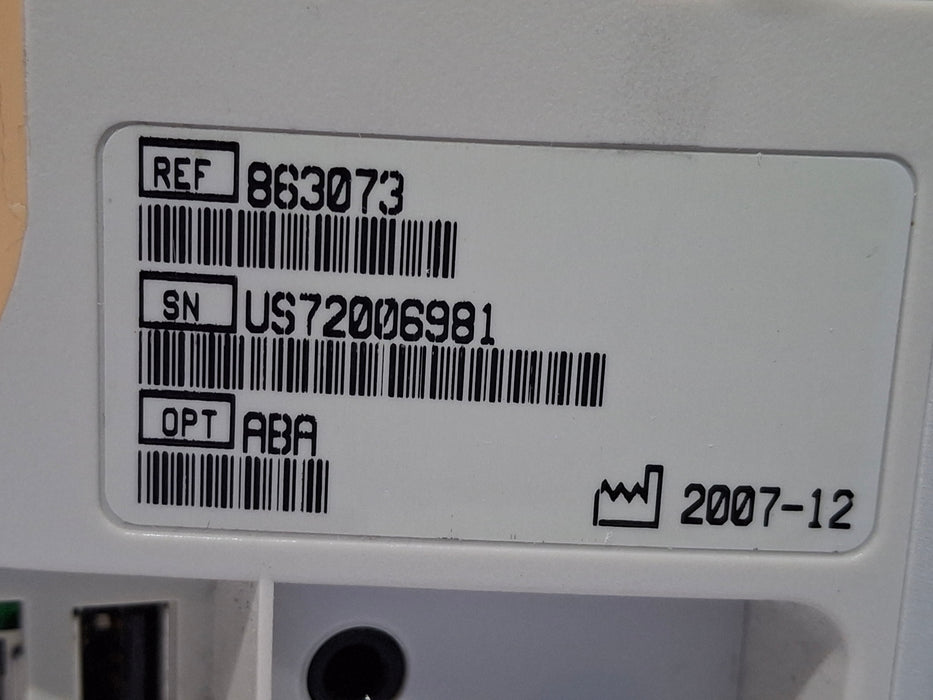 REF 863073
SN US72006981
OPT ABA
2007-12